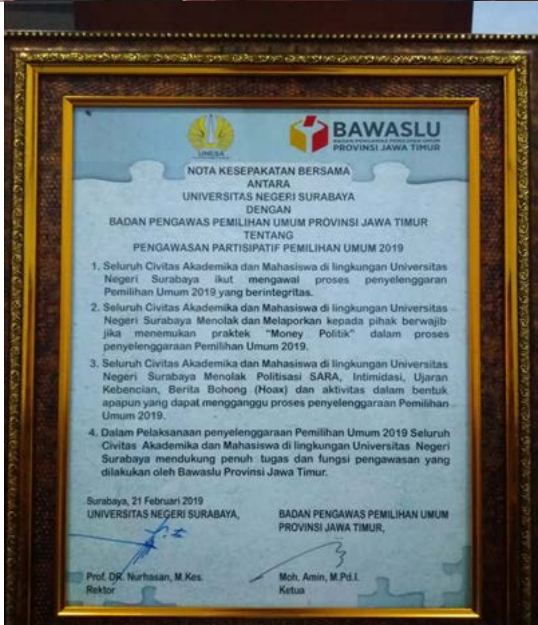 UNESA
BAWASLU
BADAN PENGAWAS PEMILIHAN UMUM
PROVINSI JAWA TIMUR
NOTA KESEPAKATAN BERSAMA
ANTARA
UNIVERSITAS NEGERI SURABAYA
DENGAN
BADAN PENGAWAS PEMILIHAN UMUM PROVINSI JAWA TIMUR
TENTANG
PENGAWASAN PARTISIPATIF PEMILIHAN UMUM 2019
1. Seluruh Civitas Akademika dan Mahasiswa di lingkungan Universitas
Negeri Surabaya ikut mengawal proses penyelenggaran
Pemilihan Umum 2019 yang berintegritas.
2. Seluruh Civitas Akademika dan Mahasiswa di lingkungan Universitas
Negeri Surabaya Menolak dan Melaporkan kepada pihak berwajib
jika menemukan praktek "Money Politik" dalam proses
penyelenggaraan Pemilihan Umum 2019.
3. Seluruh Civitas Akademika dan Mahasiswa di lingkungan Universitas
Negeri Surabaya Menolak Politisasi SARA, Intimidasi, Ujaran
Kebencian, Berita Bohong (Hoax) dan aktivitas dalam bentuk
apapun yang dapat mengganggu proses penyelenggaraan Pemilihan
Umum 2019.
4. Dalam Pelaksanaan penyelenggaraan Pemilihan Umum 2019 Seluruh
Civitas Akademika dan Mahasiswa di lingkungan Universitas Negeri
Surabaya mendukung penuh tugas dan fungsi pengawasan yang
dilakukan oleh Bawaslu Provinsi Jawa Timur.
Surabaya, 21 Februari 2019
UNIVERSITAS NEGERI SURABAYA,
Prof. DR. Nurhasan, M.Kes.
Rektor
BADAN PENGAWAS PEMILIHAN UMUM
PROVINSI JAWA TIMUR,
Moh. Amin, M.Pd.I.
Ketua